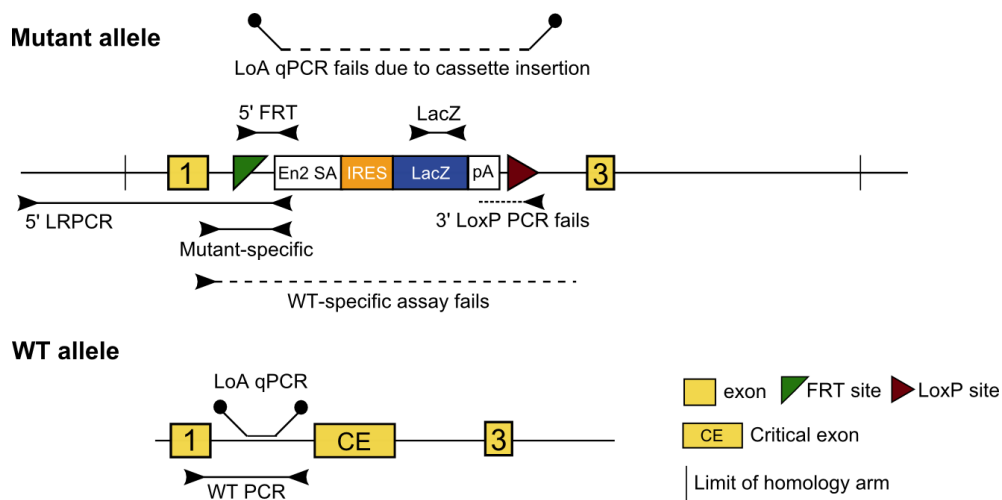 Mutant allele
LoA qPCR fails due to cassette insertion
5' FRT
LacZ
1
En2 SA
IRES
LacZ
pA
3
5' LRPCR
3' LoxP PCR fails
Mutant-specific
WT-specific assay fails
WT allele
LoA qPCR
1
CE
3
WT PCR
exon
FRT site
LoxP site
CE
Critical exon
Limit of homology arm